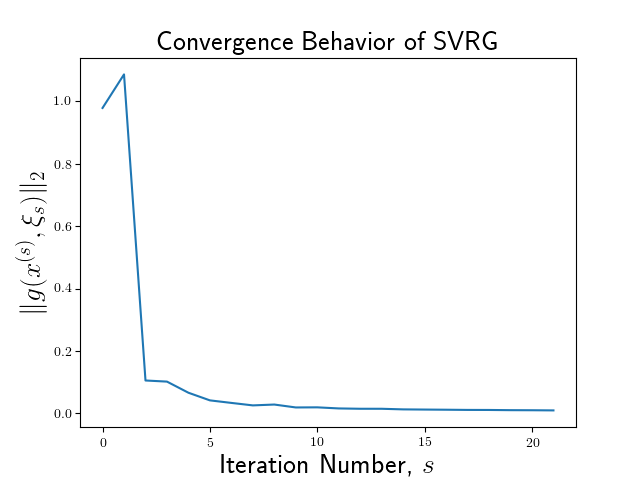 Convergence Behavior of SVRG
‖g(x^{(s)}, ξ_s)‖_2
1.0
0.8
0.6
0.4
0.2
0.0
0 5 10 15 20
Iteration Number, s